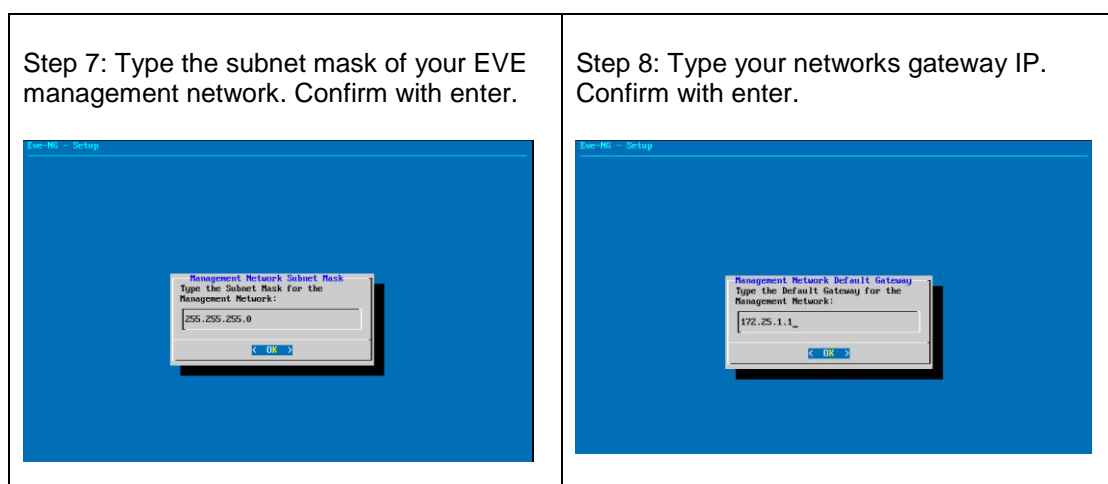 Step 7: Type the subnet mask of your EVE
management network. Confirm with enter.
Eve-NG - Setup
Management Network Subnet Mask
Type the Subnet Mask for the
Management Network:
255.255.255.0
< OK >
Step 8: Type your networks gateway IP.
Confirm with enter.
Eve-NG - Setup
Management Network Default Gateway
Type the Default Gateway for the
Management Network:
172.25.1.1_
< OK >